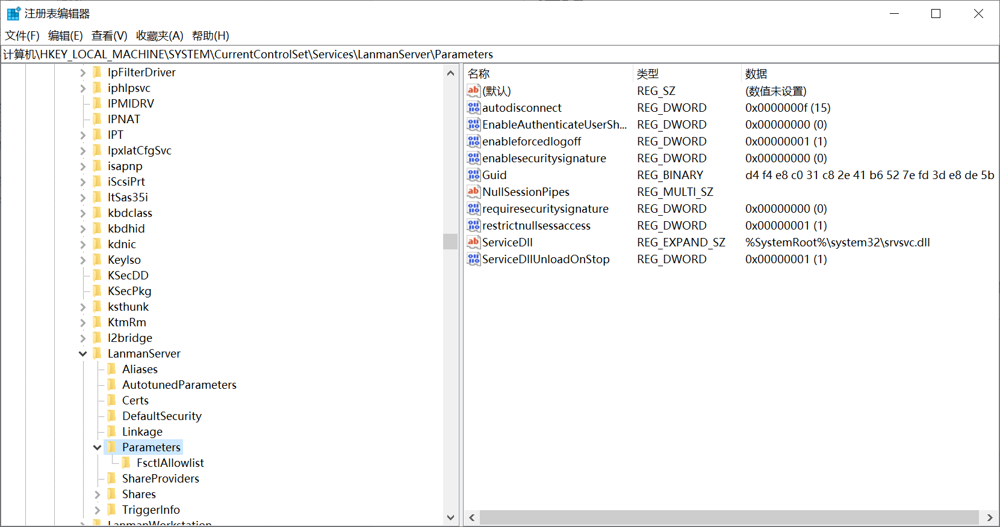 注册表编辑器
文件(F) 编辑(E) 查看(V) 收藏夹(A) 帮助(H)
计算机\HKEY_LOCAL_MACHINE\SYSTEM\CurrentControlSet\Services\LanmanServer\Parameters
IpFilterDriver
iphlpsvc
IPMIDRV
IPNAT
IPT
IpxlatCfgSvc
isapnp
iScsiPrt
ItSas35i
kbdclass
kbdhid
kdnic
KeyIso
KSecDD
KSecPkg
ksthunk
KtmRm
l2bridge
LanmanServer
Aliases
AutotunedParameters
Certs
DefaultSecurity
Linkage
Parameters
FsctlAllowlist
ShareProviders
Shares
TriggerInfo
LanmanWorkstation
名称 类型 数据
(默认) REG_SZ (数值未设置)
autodisconnect REG_DWORD 0x0000000f (15)
EnableAuthenticateUserSh... REG_DWORD 0x00000000 (0)
enableforcedlogoff REG_DWORD 0x00000001 (1)
enablesecuritysignature REG_DWORD 0x00000000 (0)
Guid REG_BINARY d4 f4 e8 c0 31 c8 2e 41 b6 52 7e fd 3d e8 de 5b
NullSessionPipes REG_MULTI_SZ
requiresecuritysignature REG_DWORD 0x00000000 (0)
restrictnullsessaccess REG_DWORD 0x00000001 (1)
ServiceDll REG_EXPAND_SZ %SystemRoot%\system32\srvsvc.dll
ServiceDllUnloadOnStop REG_DWORD 0x00000001 (1)